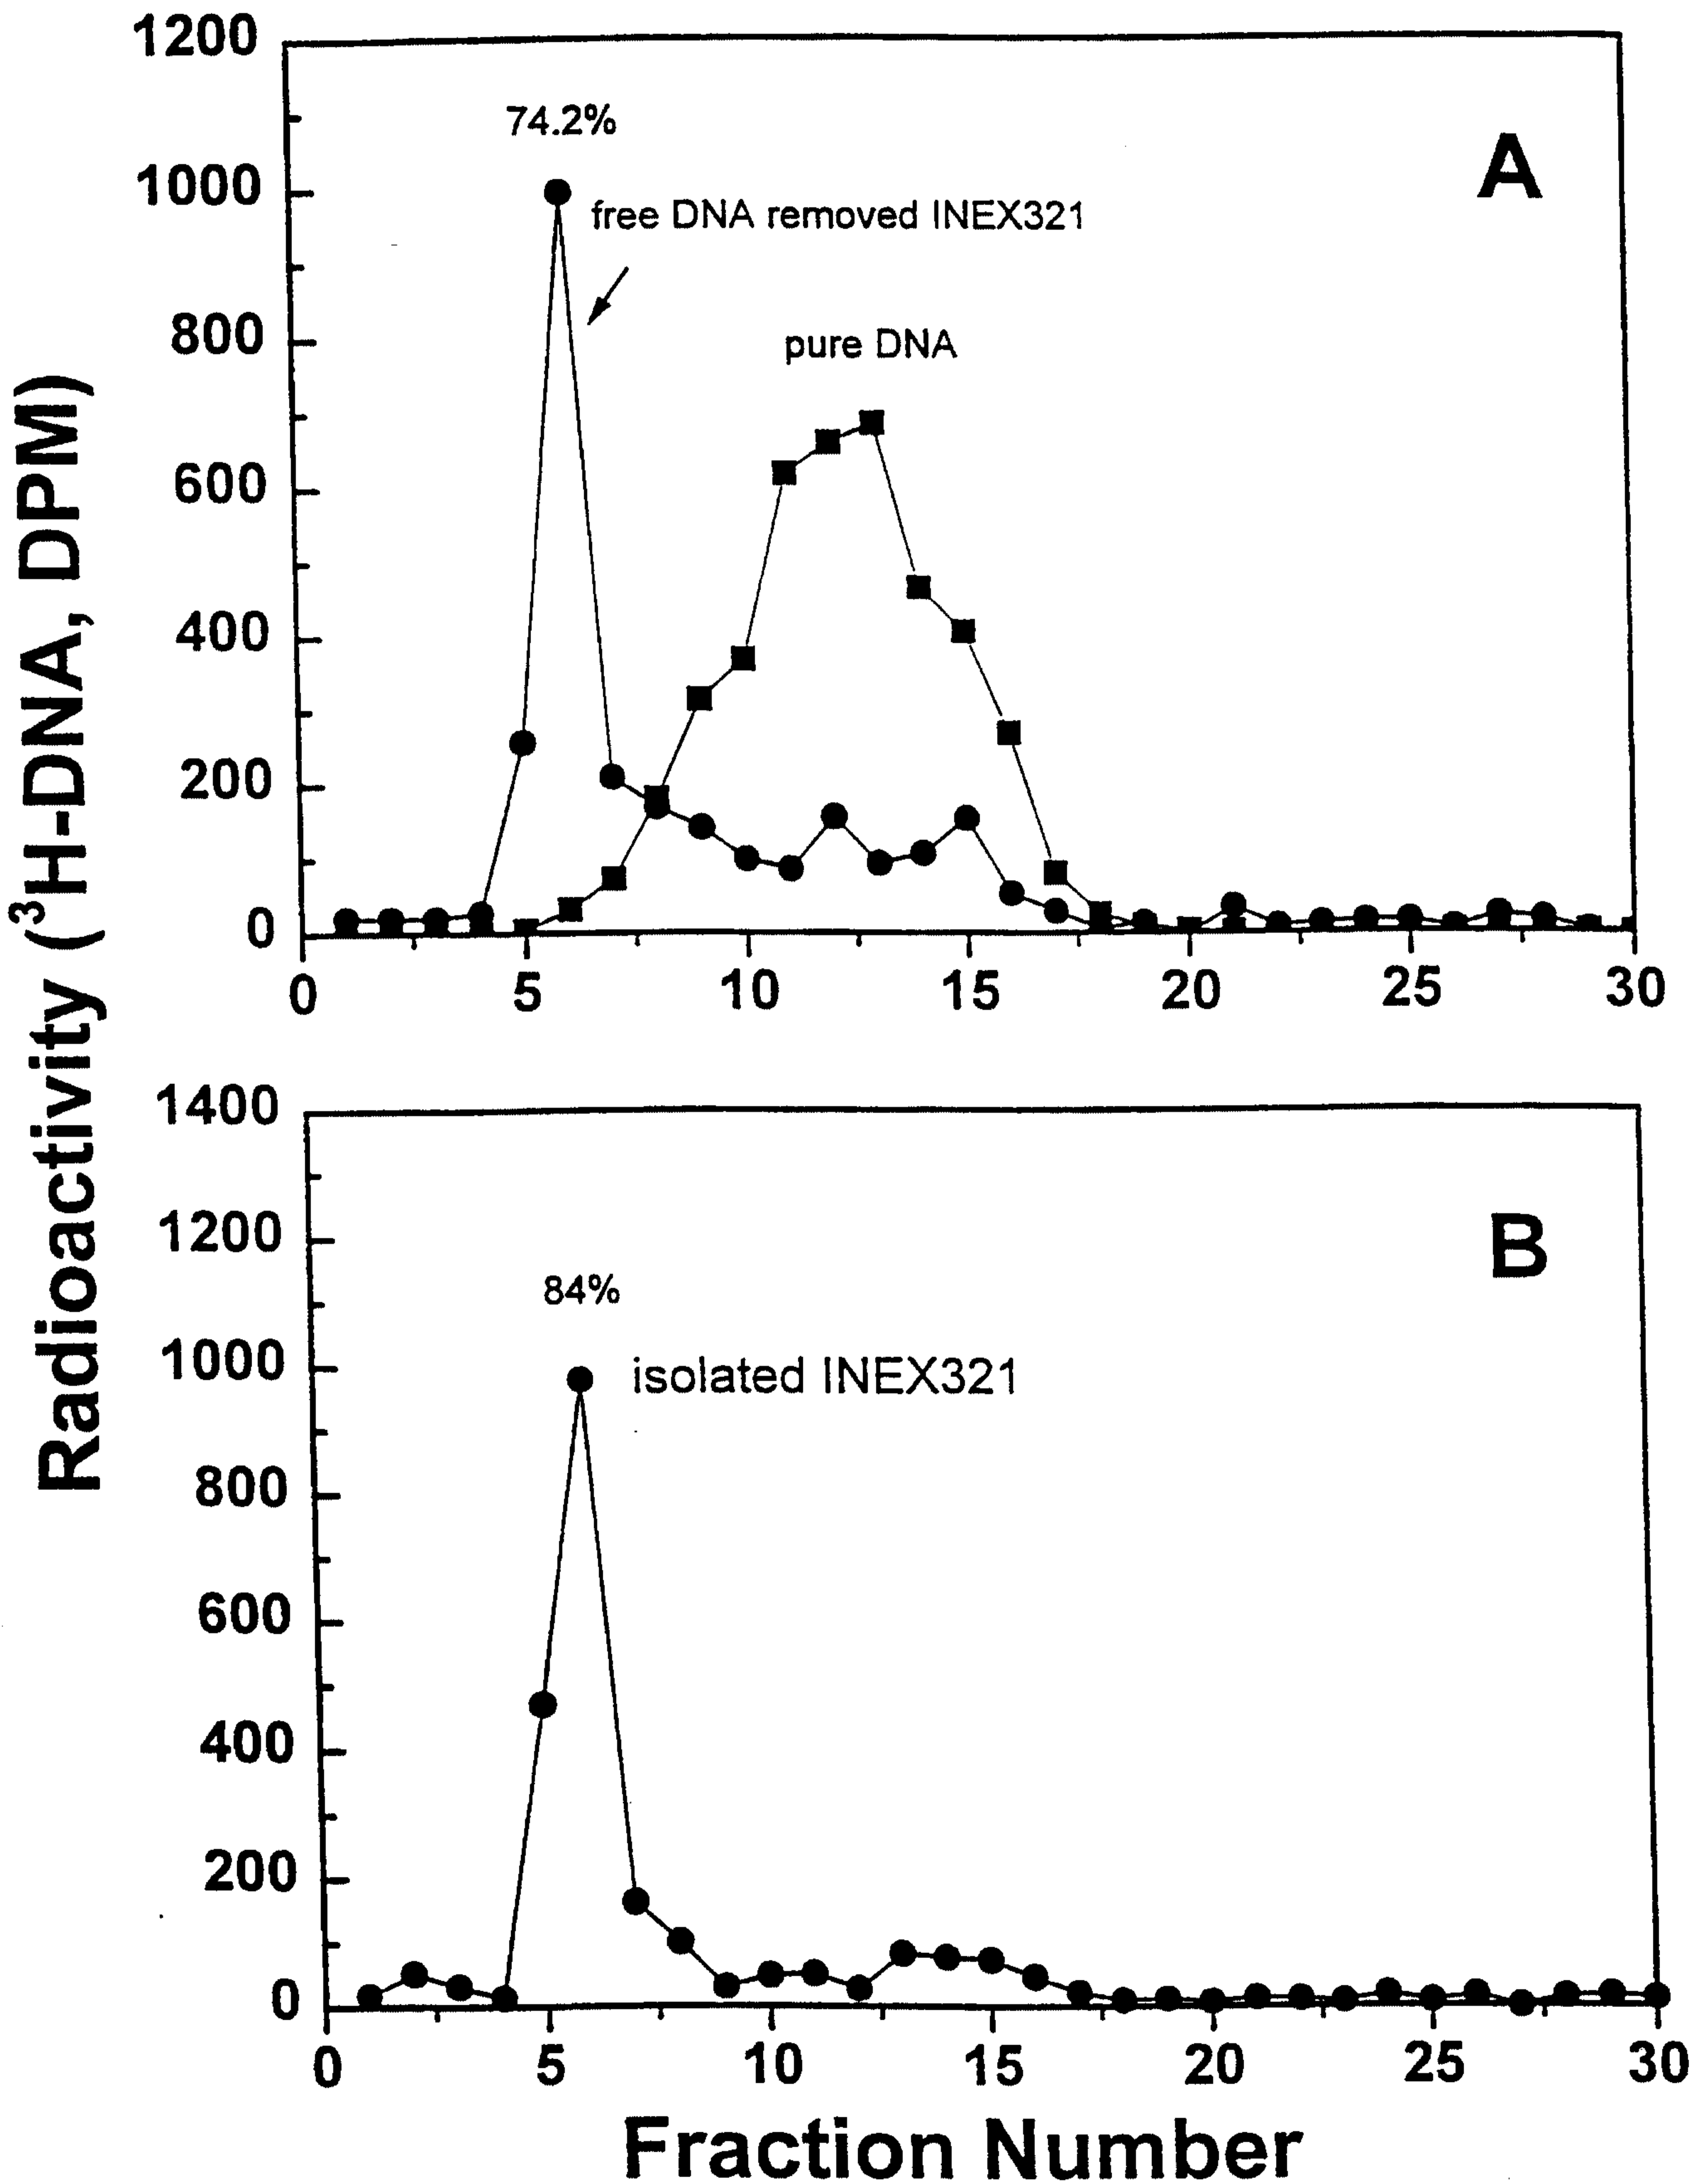 Radioactivity (³H-DNA, DPM)
1200
1000
800
600
400
200
0
A
74.2%
free DNA removed INEX321
pure DNA
0 5 10 15 20 25 30
1400
1200
1000
800
600
400
200
0
B
84%
isolated INEX321
0 5 10 15 20 25 30
Fraction Number